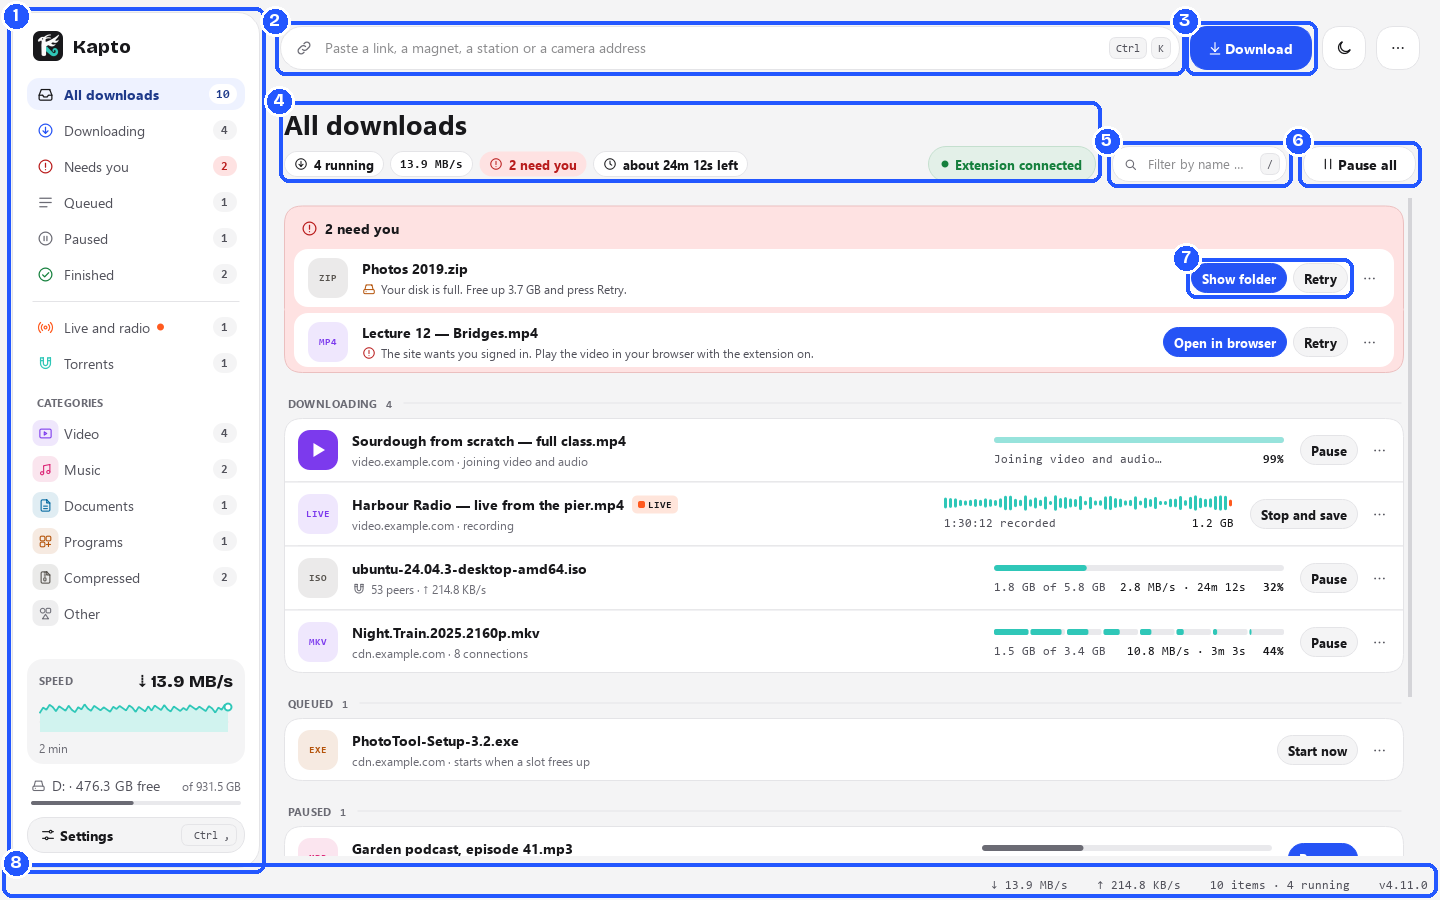 1
Kapto
All downloads 10
Downloading 4
Needs you 2
Queued 1
Paused 1
Finished 2
Live and radio 1
Torrents 1
CATEGORIES
Video 4
Music 2
Documents 1
Programs 1
Compressed 2
Other
SPEED ↓ 13.9 MB/s
2 min
D: · 476.3 GB free of 931.5 GB
Settings Ctrl ,
2
Paste a link, a magnet, a station or a camera address Ctrl K
3
↓ Download
···
4
All downloads
4 running 13.9 MB/s 2 need you about 24m 12s left
Extension connected
5
Filter by name ... /
6
Pause all
2 need you
ZIP
Photos 2019.zip
Your disk is full. Free up 3.7 GB and press Retry.
7
Show folder Retry ···
MP4
Lecture 12 — Bridges.mp4
The site wants you signed in. Play the video in your browser with the extension on.
Open in browser Retry ···
DOWNLOADING 4
Sourdough from scratch — full class.mp4
video.example.com · joining video and audio
Joining video and audio… 99%
Pause ···
LIVE
Harbour Radio — live from the pier.mp4 LIVE
video.example.com · recording
1:30:12 recorded 1.2 GB
Stop and save ···
ISO
ubuntu-24.04.3-desktop-amd64.iso
53 peers · ↑ 214.8 KB/s
1.8 GB of 5.8 GB 2.8 MB/s · 24m 12s 32%
Pause ···
MKV
Night.Train.2025.2160p.mkv
cdn.example.com · 8 connections
1.5 GB of 3.4 GB 10.8 MB/s · 3m 3s 44%
Pause ···
QUEUED 1
EXE
PhotoTool-Setup-3.2.exe
cdn.example.com · starts when a slot frees up
Start now ···
PAUSED 1
Garden podcast, episode 41.mp3
8
↓ 13.9 MB/s ↑ 214.8 KB/s 10 items · 4 running v4.11.0